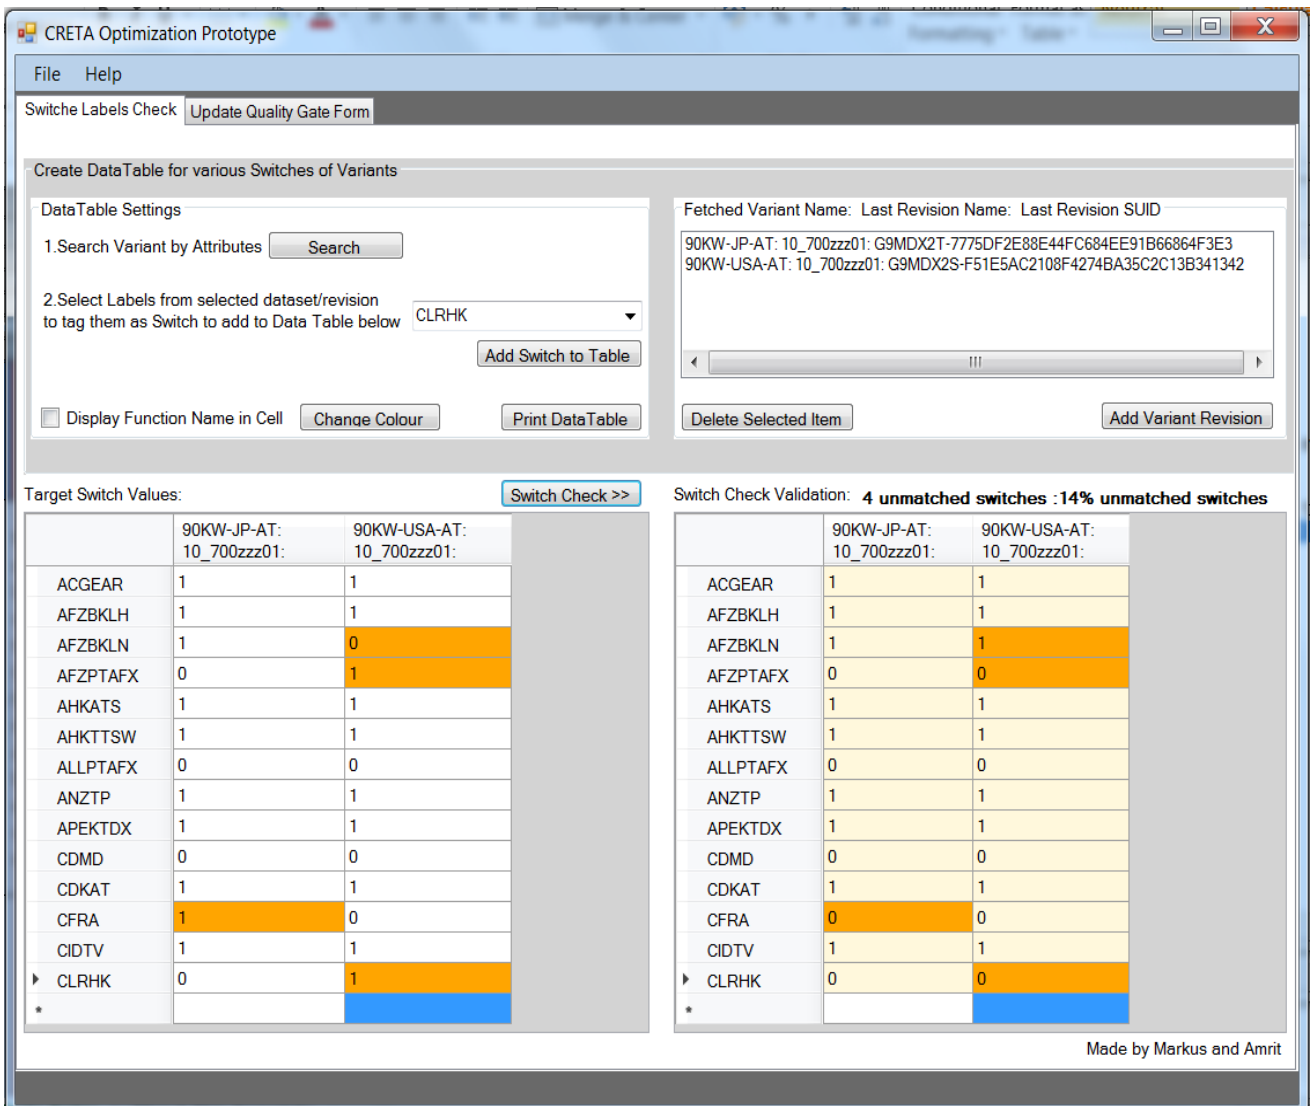 CRETA Optimization Prototype
File Help
Switche Labels Check Update Quality Gate Form
Create DataTable for various Switches of Variants
DataTable Settings
1.Search Variant by Attributes Search
2.Select Labels from selected dataset/revision
to tag them as Switch to add to Data Table below CLRHK
Add Switch to Table
Display Function Name in Cell Change Colour Print DataTable
Fetched Variant Name: Last Revision Name: Last Revision SUID
90KW-JP-AT: 10_700zzz01: G9MDX2T-7775DF2E88E44FC684EE91B66864F3E3
90KW-USA-AT: 10_700zzz01: G9MDX2S-F51E5AC2108F4274BA35C2C13B341342
Delete Selected Item Add Variant Revision
Target Switch Values: Switch Check >>
90KW-JP-AT: 90KW-USA-AT:
10_700zzz01: 10_700zzz01:
ACGEAR 1 1
AFZBKLH 1 1
AFZBKLN 1 0
AFZPTAFX 0 1
AHKATS 1 1
AHKTTSW 1 1
ALLPTAFX 0 0
ANZTP 1 1
APEKTDX 1 1
CDMD 0 0
CDKAT 1 1
CFRA 1 0
CIDTV 1 1
CLRHK 0 1
*
Switch Check Validation: 4 unmatched switches :14% unmatched switches
90KW-JP-AT: 90KW-USA-AT:
10_700zzz01: 10_700zzz01:
ACGEAR 1 1
AFZBKLH 1 1
AFZBKLN 1 1
AFZPTAFX 0 0
AHKATS 1 1
AHKTTSW 1 1
ALLPTAFX 0 0
ANZTP 1 1
APEKTDX 1 1
CDMD 0 0
CDKAT 1 1
CFRA 0 0
CIDTV 1 1
CLRHK 0 0
*
Made by Markus and Amrit